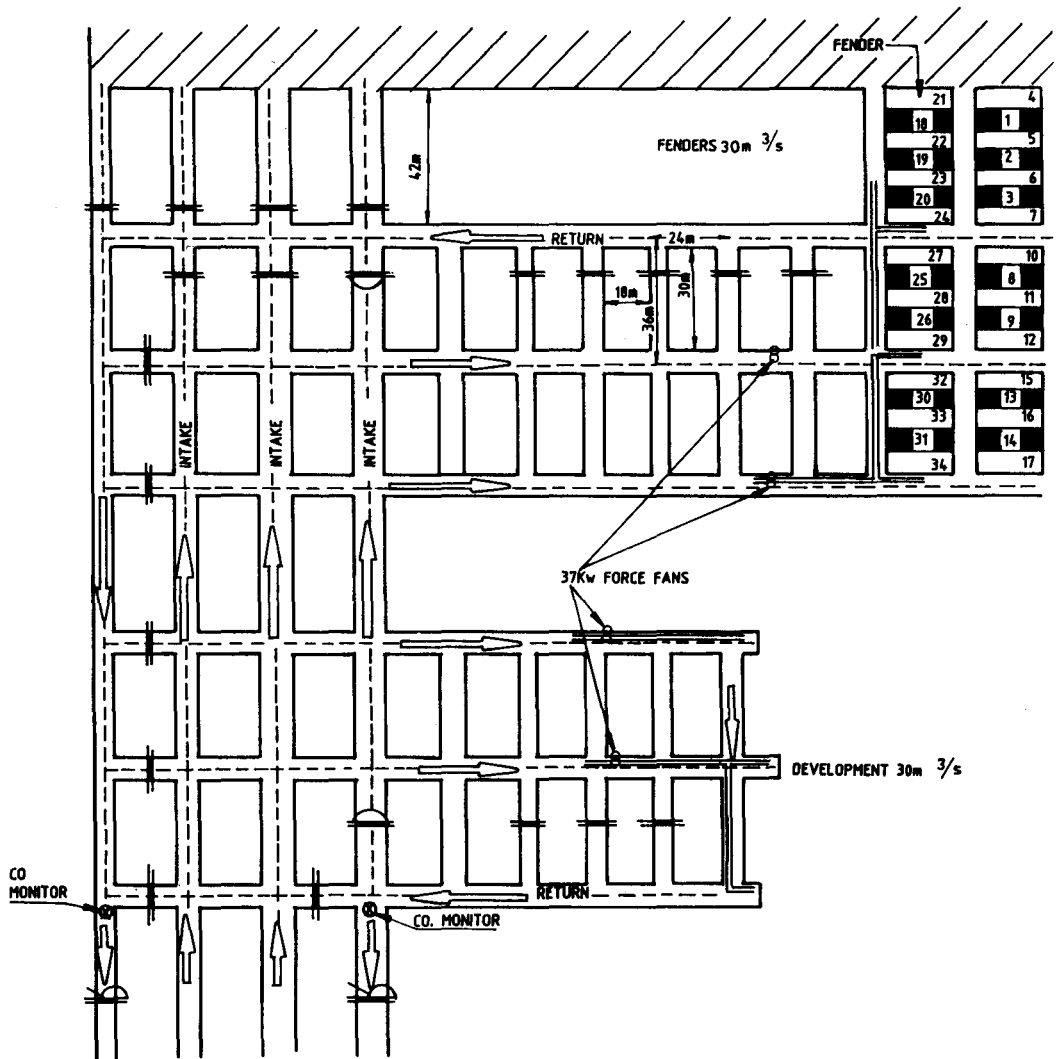 FENDER
21
4
18
1
22
5
19
2
23
6
20
3
24
7
FENDERS 30m 3/s
42m
RETURN
24m
18m
30m
36m
27
10
25
8
28
11
26
9
29
12
32
15
30
13
33
16
31
14
34
17
INTAKE
INTAKE
INTAKE
37Kw FORCE FANS
DEVELOPMENT 30m 3/s
RETURN
CO
MONITOR
CO. MONITOR